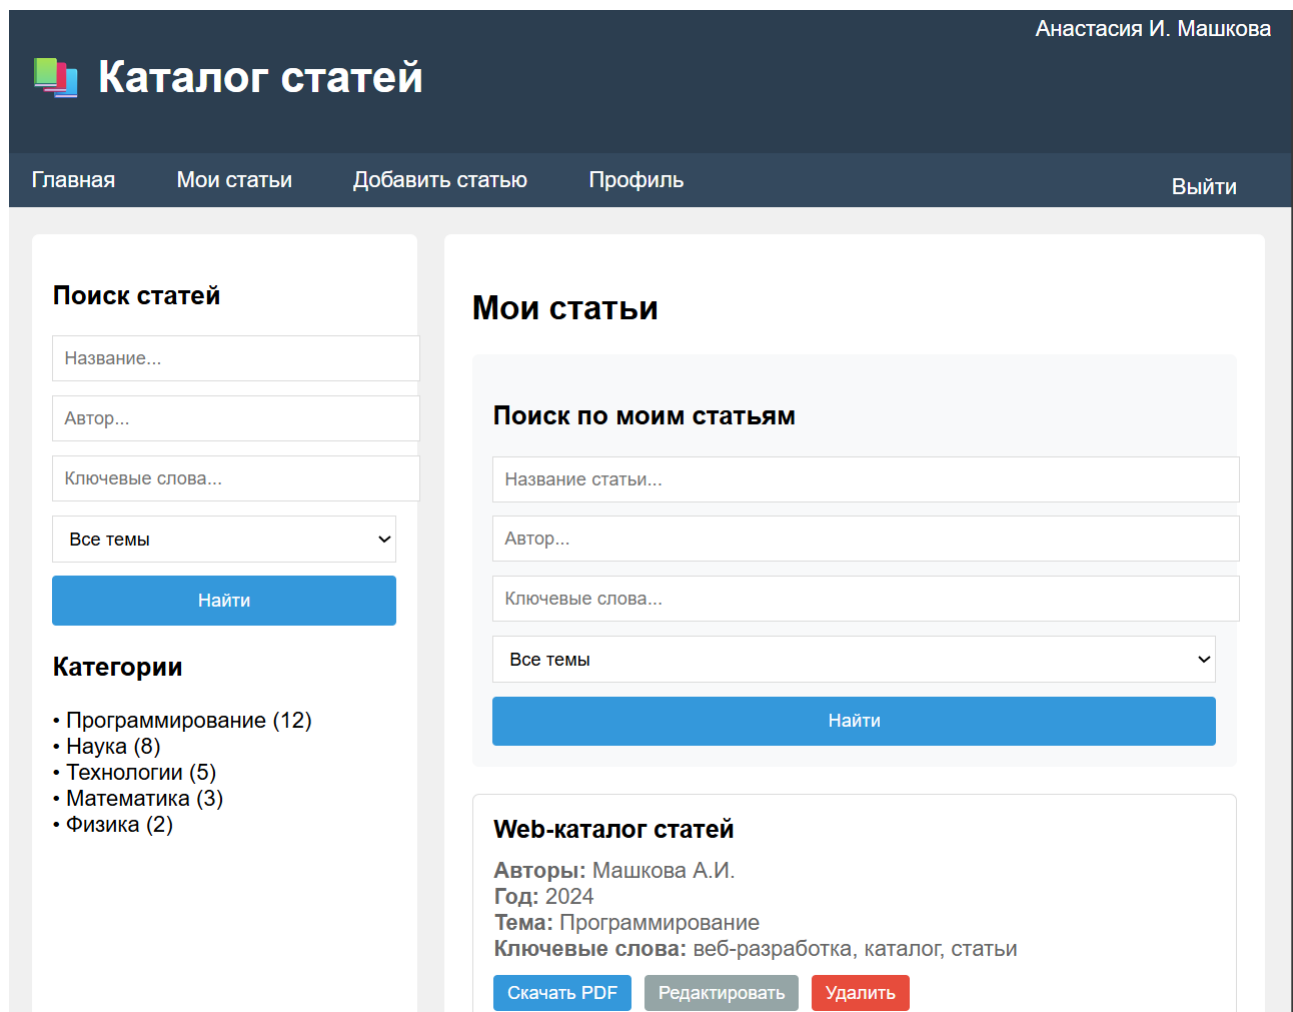 Анастасия И. Машкова
Каталог статей
Главная
Мои статьи
Добавить статью
Профиль
Выйти
Поиск статей
Название...
Автор...
Ключевые слова...
Все темы
Найти
Категории
• Программирование (12)
• Наука (8)
• Технологии (5)
• Математика (3)
• Физика (2)
Мои статьи
Поиск по моим статьям
Название статьи...
Автор...
Ключевые слова...
Все темы
Найти
Web-каталог статей
Авторы: Машкова А.И.
Год: 2024
Тема: Программирование
Ключевые слова: веб-разработка, каталог, статьи
Скачать PDF
Редактировать
Удалить